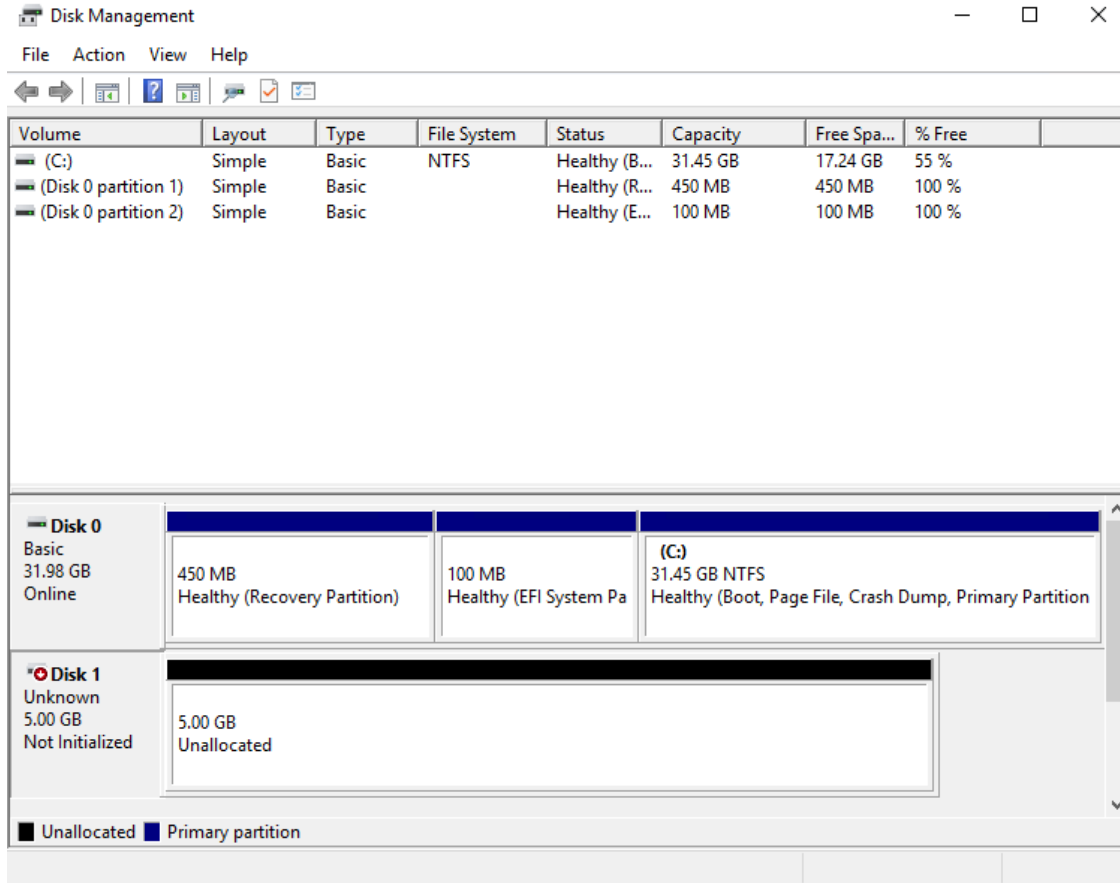 Disk Management
File Action View Help
Volume Layout Type File System Status Capacity Free Spa... % Free
(C:) Simple Basic NTFS Healthy (B... 31.45 GB 17.24 GB 55 %
(Disk 0 partition 1) Simple Basic Healthy (R... 450 MB 450 MB 100 %
(Disk 0 partition 2) Simple Basic Healthy (E... 100 MB 100 MB 100 %
Disk 0
Basic
31.98 GB
Online
450 MB
Healthy (Recovery Partition)
100 MB
Healthy (EFI System Pa
(C:)
31.45 GB NTFS
Healthy (Boot, Page File, Crash Dump, Primary Partition
Disk 1
Unknown
5.00 GB
Not Initialized
5.00 GB
Unallocated
Unallocated Primary partition